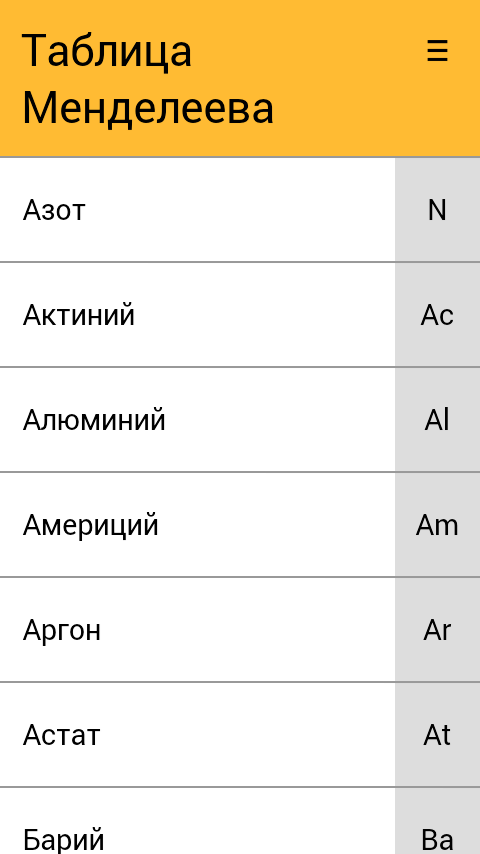 Таблица
Менделеева
Азот N
Актиний Ac
Алюминий Al
Америций Am
Аргон Ar
Астат At
Барий Ba